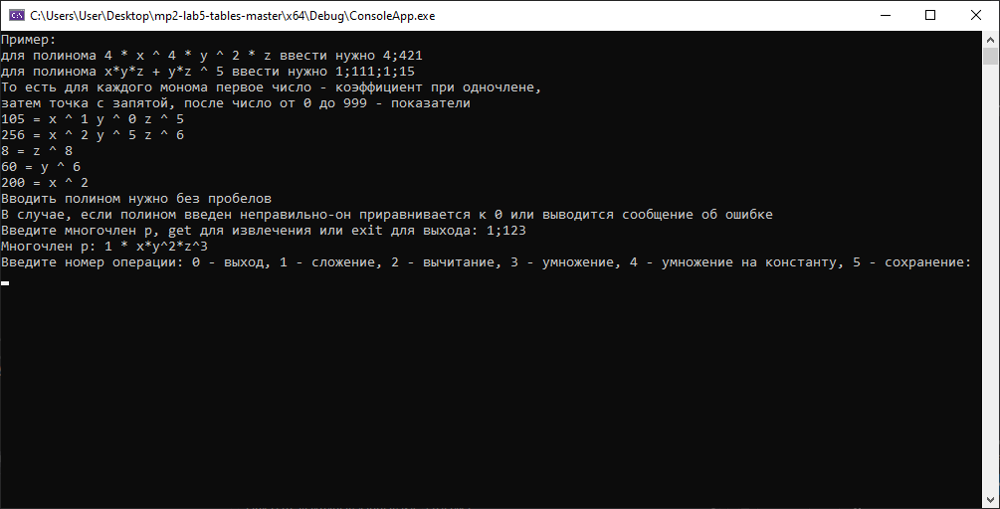 C:\Users\User\Desktop\mp2-lab5-tables-master\x64\Debug\ConsoleApp.exe
Пример:
для полинома 4 * x ^ 4 * y ^ 2 * z ввести нужно 4;421
для полинома x*y*z + y*z ^ 5 ввести нужно 1;111;1;15
То есть для каждого монома первое число - коэффициент при одночлене,
затем точка с запятой, после число от 0 до 999 - показатели
105 = x ^ 1 y ^ 0 z ^ 5
256 = x ^ 2 y ^ 5 z ^ 6
8 = z ^ 8
60 = y ^ 6
200 = x ^ 2
Вводить полином нужно без пробелов
В случае, если полином введен неправильно-он приравнивается к 0 или выводится сообщение об ошибке
Введите многочлен p, get для извлечения или exit для выхода: 1;123
Многочлен p: 1 * x*y^2*z^3
Введите номер операции: 0 - выход, 1 - сложение, 2 - вычитание, 3 - умножение, 4 - умножение на константу, 5 - сохранение: